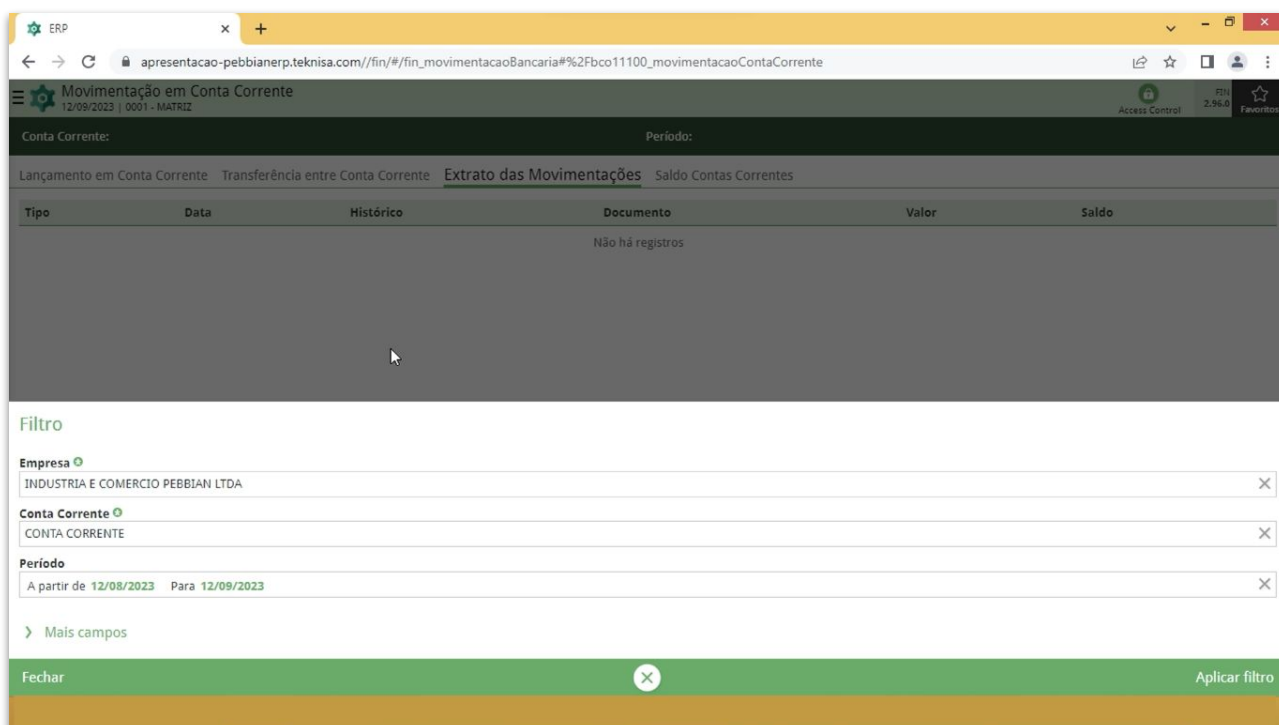 ERP
apresentacao-pebbianerp.teknisa.com//fin/#/fin_movimentacaoBancaria#%2Fbco11100_movimentacaoContaCorrente
Movimentação em Conta Corrente
12/09/2023 | 0001 - MATRIZ
Access Control
FIN
2.96.0
Favoritos
Conta Corrente: Período:
Lançamento em Conta Corrente Transferência entre Conta Corrente Extrato das Movimentações Saldo Contas Correntes
Tipo Data Histórico Documento Valor Saldo
Não há registros
Filtro
Empresa
INDUSTRIA E COMERCIO PEBBIAN LTDA
Conta Corrente
CONTA CORRENTE
Período
A partir de 12/08/2023 Para 12/09/2023
Mais campos
Fechar Aplicar filtro